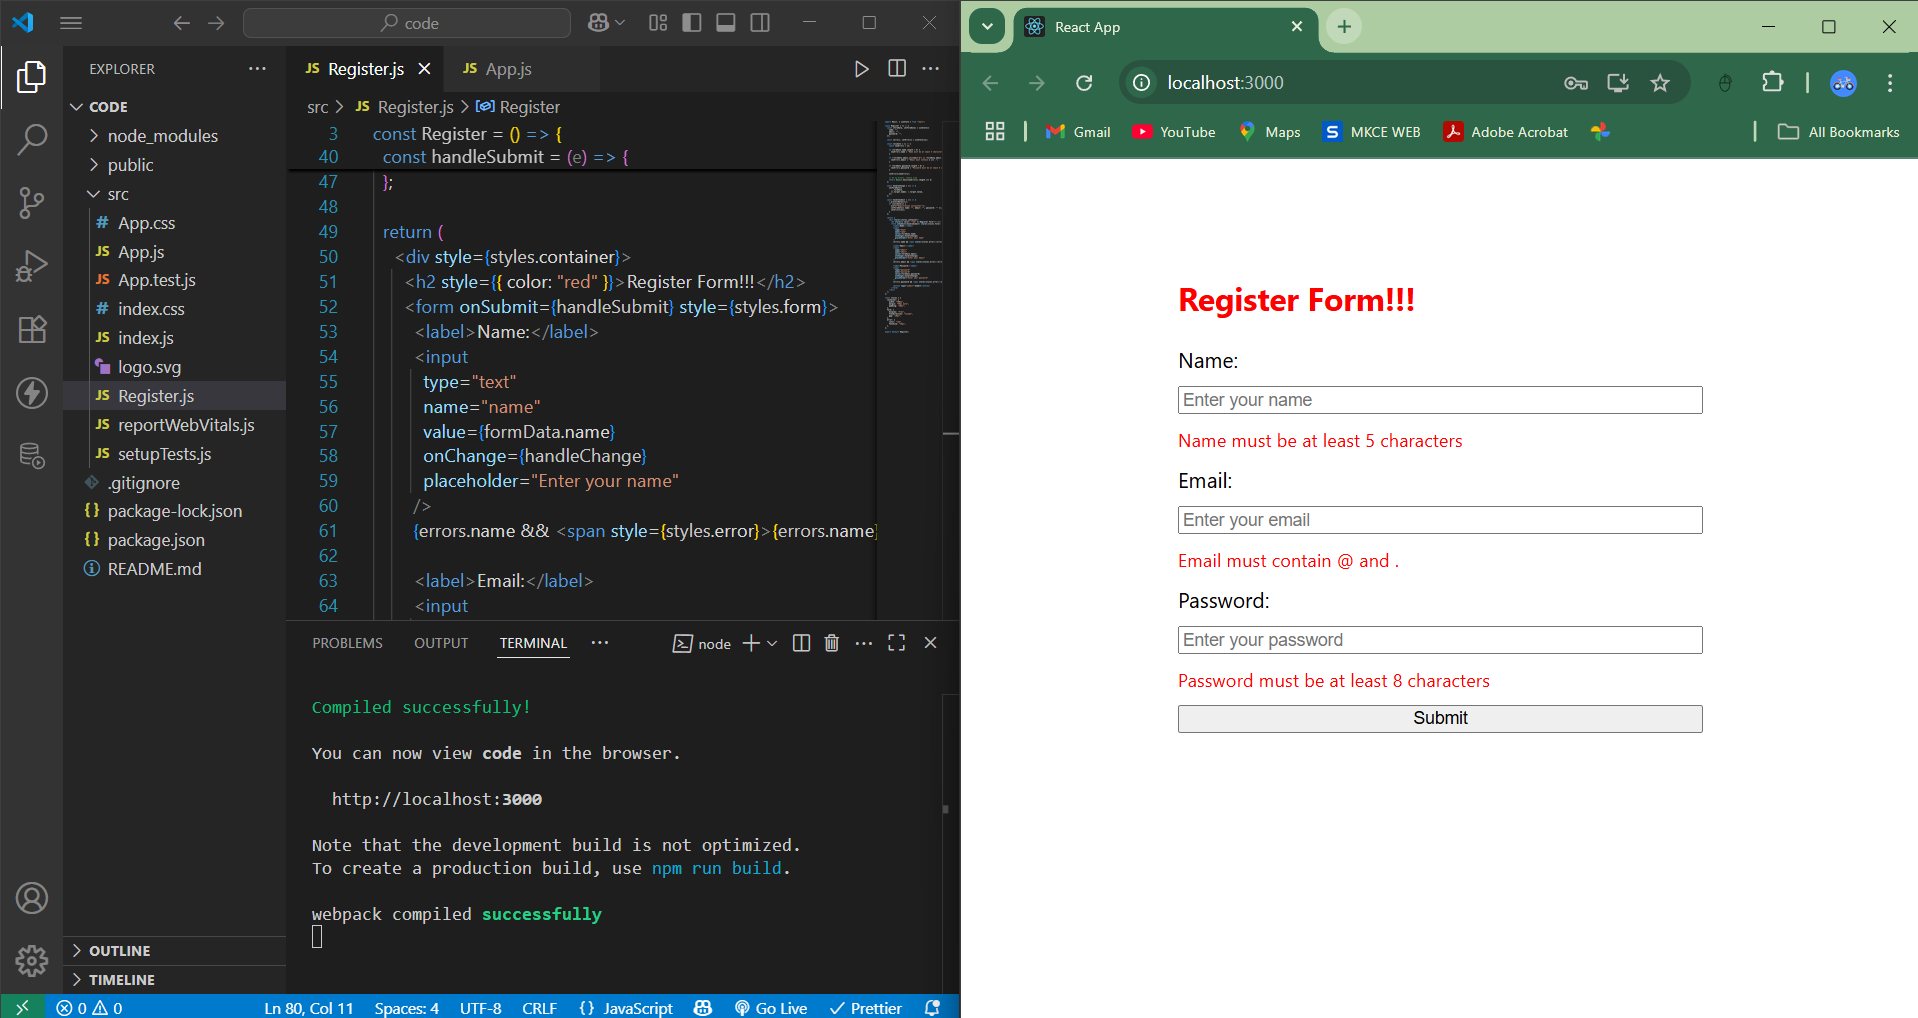 code
EXPLORER
CODE
node_modules
public
src
App.css
App.js
App.test.js
index.css
index.js
logo.svg
Register.js
reportWebVitals.js
setupTests.js
.gitignore
package-lock.json
package.json
README.md
OUTLINE
TIMELINE
JS Register.js JS App.js
src > JS Register.js > Register
3 const Register = () => {
40 const handleSubmit = (e) => {
47 };
48
49 return (
50 <div style={styles.container}>
51 <h2 style={{ color: "red" }}>Register Form!!!</h2>
52 <form onSubmit={handleSubmit} style={styles.form}>
53 <label>Name:</label>
54 <input
55 type="text"
56 name="name"
57 value={formData.name}
58 onChange={handleChange}
59 placeholder="Enter your name"
60 />
61 {errors.name && <span style={styles.error}>{errors.name}
62
63 <label>Email:</label>
64 <input
PROBLEMS OUTPUT TERMINAL ··· node
Compiled successfully!
You can now view code in the browser.
http://localhost:3000
Note that the development build is not optimized.
To create a production build, use npm run build.
webpack compiled successfully
0 0 Ln 80, Col 11 Spaces: 4 UTF-8 CRLF {} JavaScript Go Live Prettier
React App
localhost:3000
Gmail YouTube Maps S MKCE WEB Adobe Acrobat All Bookmarks
Register Form!!!
Name:
Enter your name
Name must be at least 5 characters
Email:
Enter your email
Email must contain @ and .
Password:
Enter your password
Password must be at least 8 characters
Submit